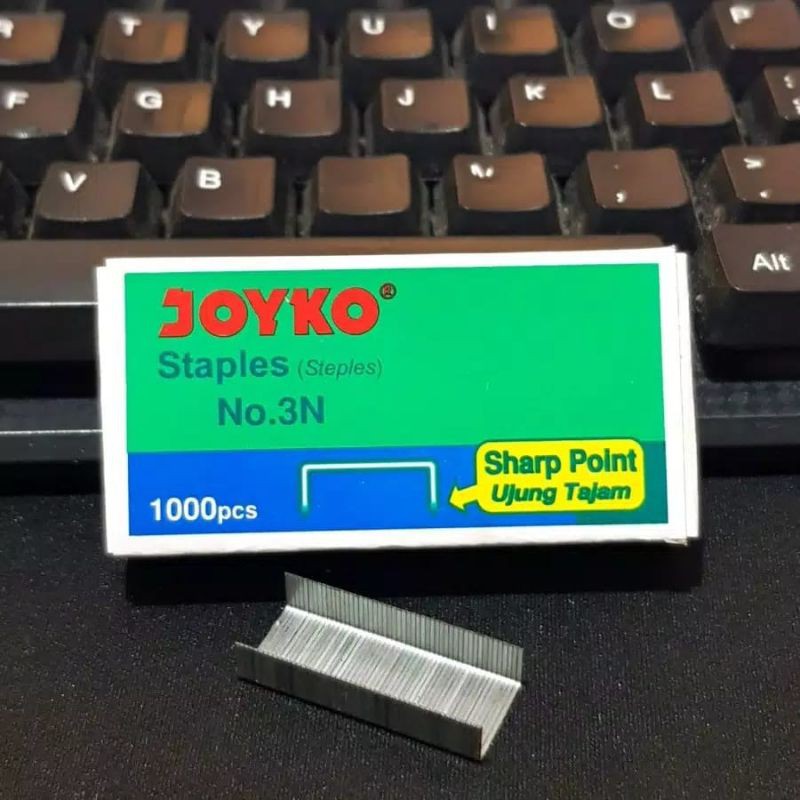 R T Y U I O P
F G H J K L
V B
Alt
JOYKO®
Staples (Steples)
No.3N
Sharp Point
Ujung Tajam
1000pcs